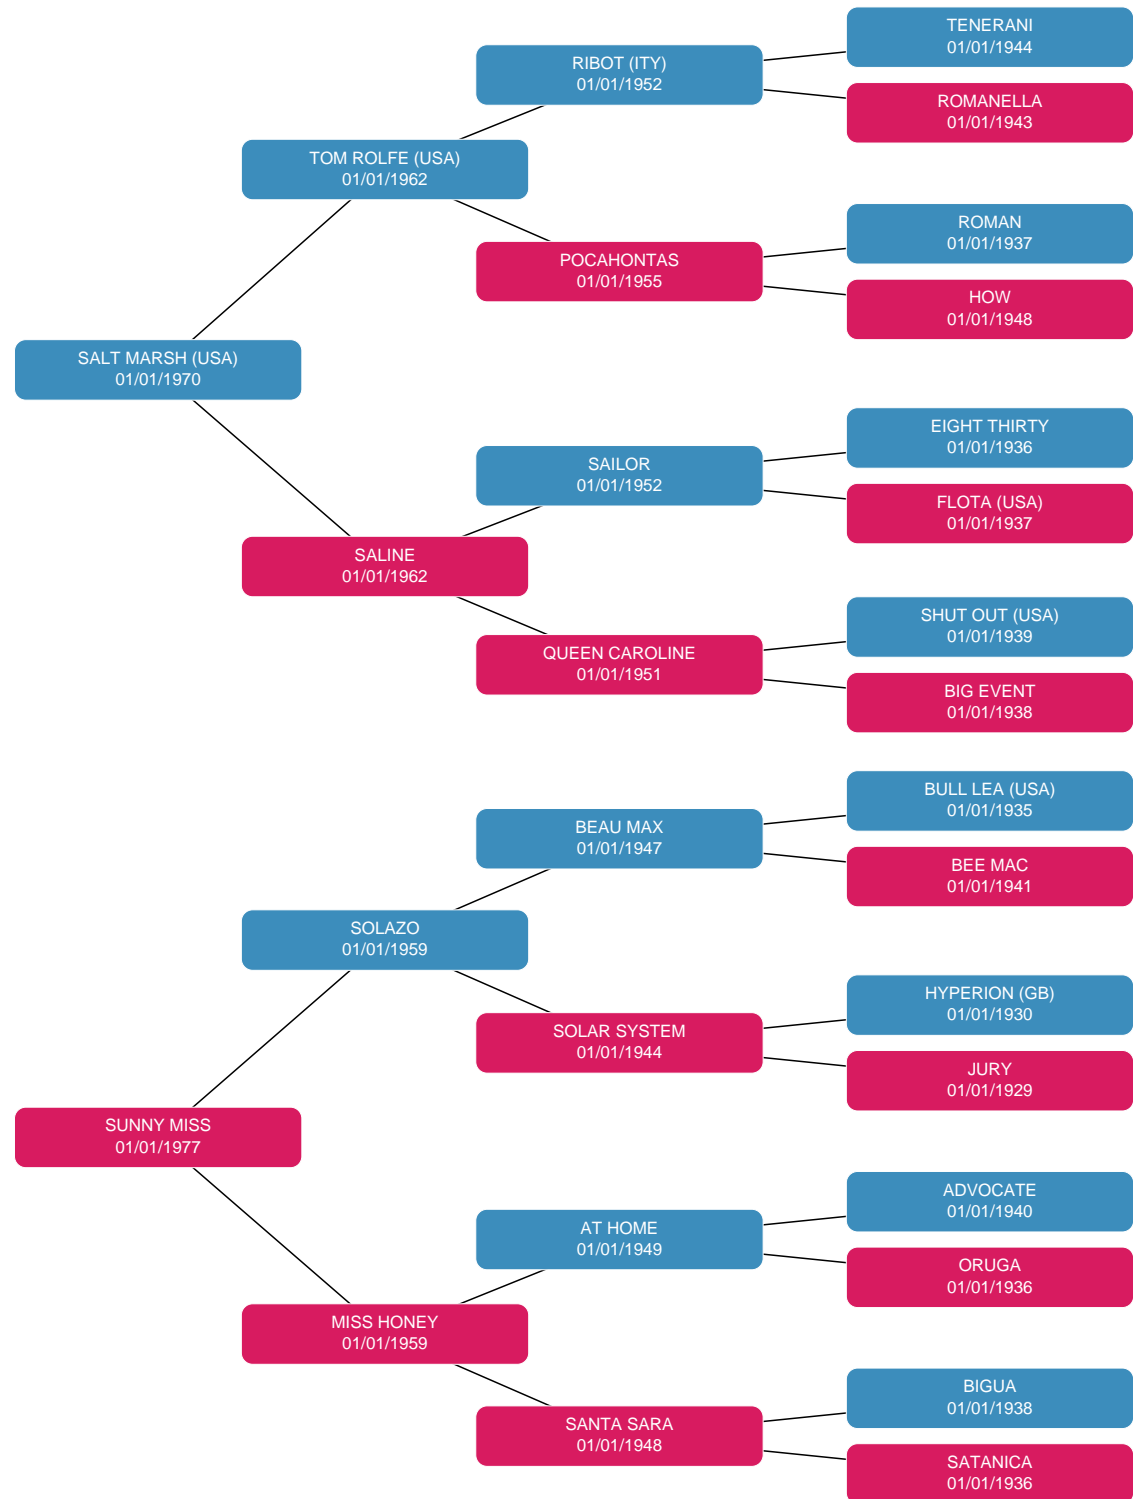 TENERANI
01/01/1944
RIBOT (ITY)
01/01/1952
ROMANELLA
01/01/1943
TOM ROLFE (USA)
01/01/1962
ROMAN
01/01/1937
POCAHONTAS
01/01/1955
HOW
01/01/1948
SALT MARSH (USA)
01/01/1970
EIGHT THIRTY
01/01/1936
SAILOR
01/01/1952
FLOTA (USA)
01/01/1937
SALINE
01/01/1962
SHUT OUT (USA)
01/01/1939
QUEEN CAROLINE
01/01/1951
BIG EVENT
01/01/1938
BULL LEA (USA)
01/01/1935
BEAU MAX
01/01/1947
BEE MAC
01/01/1941
SOLAZO
01/01/1959
HYPERION (GB)
01/01/1930
SOLAR SYSTEM
01/01/1944
JURY
01/01/1929
SUNNY MISS
01/01/1977
ADVOCATE
01/01/1940
AT HOME
01/01/1949
ORUGA
01/01/1936
MISS HONEY
01/01/1959
BIGUA
01/01/1938
SANTA SARA
01/01/1948
SATANICA
01/01/1936